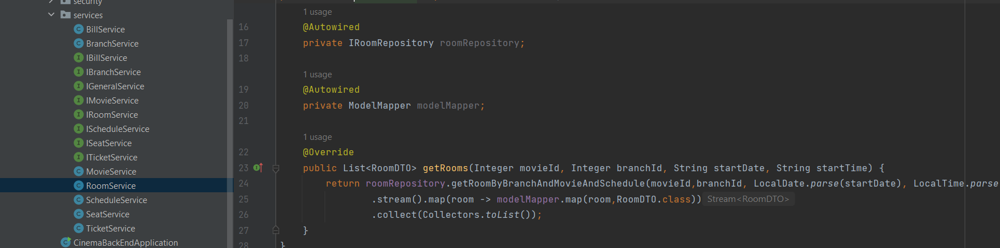 security
services
BillService
BranchService
IBillService
IBranchService
IGeneralService
IMovieService
IRoomService
IScheduleService
ISeatService
ITicketService
MovieService
RoomService
ScheduleService
SeatService
TicketService
CinemaBackEndApplication
1 usage
16 @Autowired
17 private IRoomRepository roomRepository;
18
1 usage
19 @Autowired
20 private ModelMapper modelMapper;
21
1 usage
22 @Override
23 public List<RoomDTO> getRooms(Integer movieId, Integer branchId, String startDate, String startTime) {
24 return roomRepository.getRoomByBranchAndMovieAndSchedule(movieId,branchId, LocalDate.parse(startDate), LocalTime.parse
25 .stream().map(room -> modelMapper.map(room,RoomDTO.class)) Stream<RoomDTO>
26 .collect(Collectors.toList());
27 }
28 }